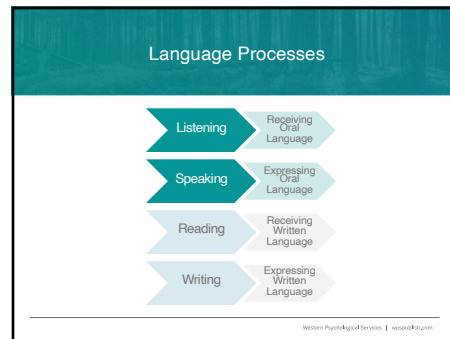 Language Processes
Listening
Receiving
Oral
Language
Speaking
Expressing
Oral
Language
Reading
Receiving
Written
Language
Writing
Expressing
Written
Language
Western Psychological Services | wpspublish.com